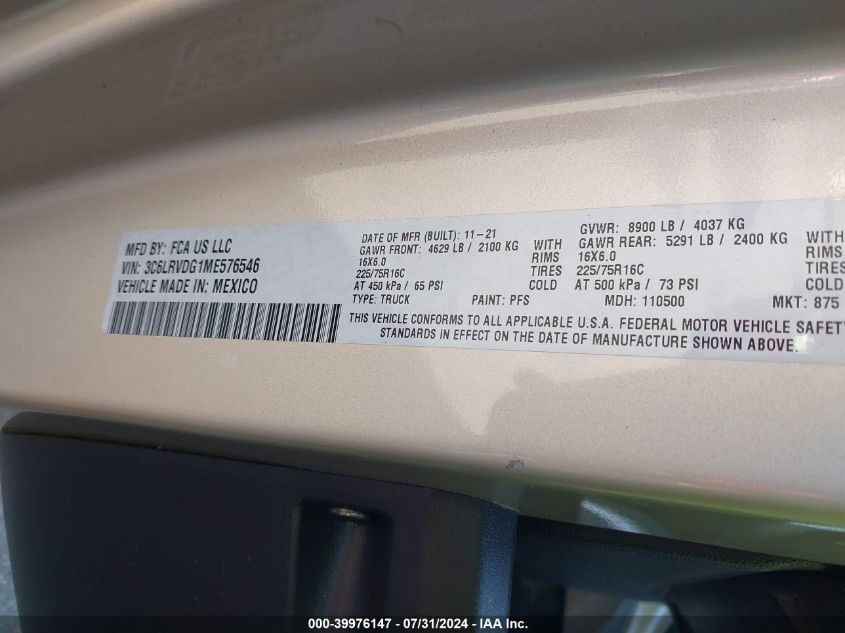 MFD BY: FCA US LLC
VIN: 3C6LRVDG1ME576546
VEHICLE MADE IN: MEXICO
DATE OF MFR (BUILT): 11-21
GAWR FRONT: 4629 LB / 2100 KG WITH
16X6.0 RIMS
225/75R16C TIRES
AT 450 kPa / 65 PSI COLD
TYPE: TRUCK PAINT: PFS
GVWR: 8900 LB / 4037 KG
GAWR REAR: 5291 LB / 2400 KG WITH
16X6.0 RIMS
225/75R16C TIRES
AT 500 kPa / 73 PSI COLD
MDH: 110500 MKT: 875
THIS VEHICLE CONFORMS TO ALL APPLICABLE U.S.A. FEDERAL MOTOR VEHICLE SAFETY
STANDARDS IN EFFECT ON THE DATE OF MANUFACTURE SHOWN ABOVE.
000-39976147 - 07/31/2024 - IAA Inc.